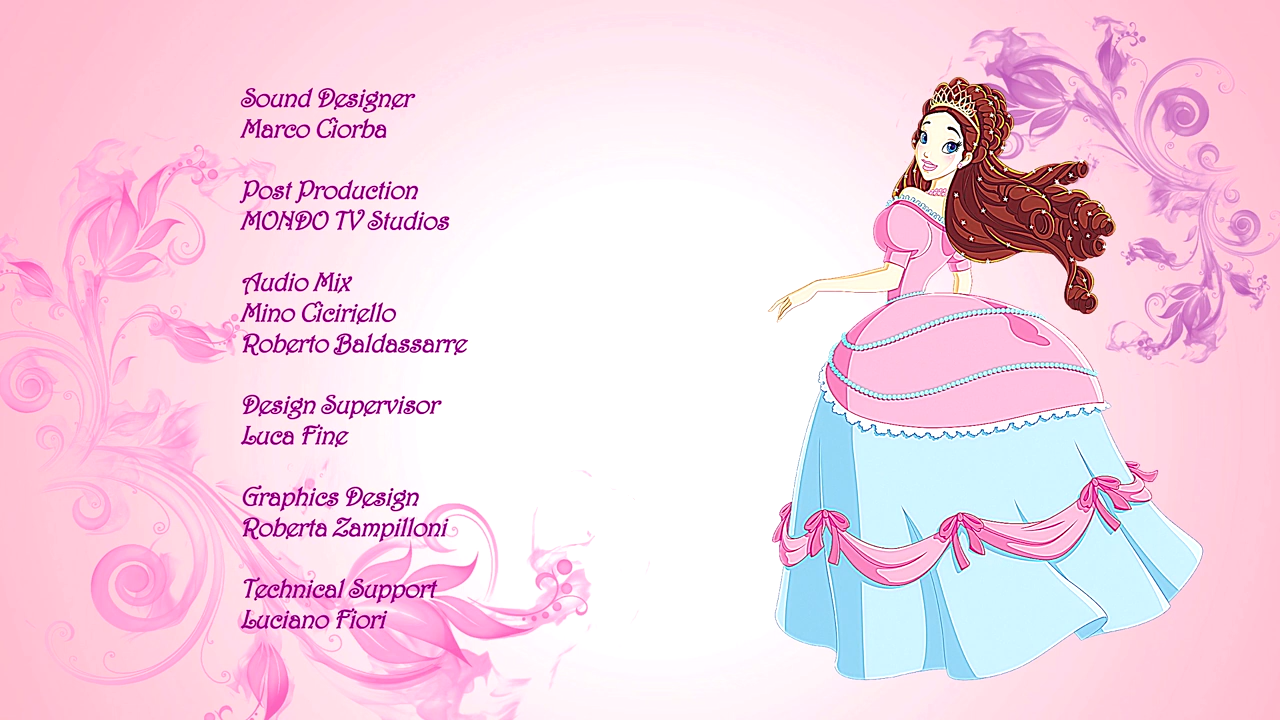 Sound Designer
Marco Ciorba
Post Production
MONDO TV Studios
Audio Mix
Mino Ciciriello
Roberto Baldassarre
Design Supervisor
Luca Fine
Graphics Design
Roberta Zampilloni
Technical Support
Luciano Fiori